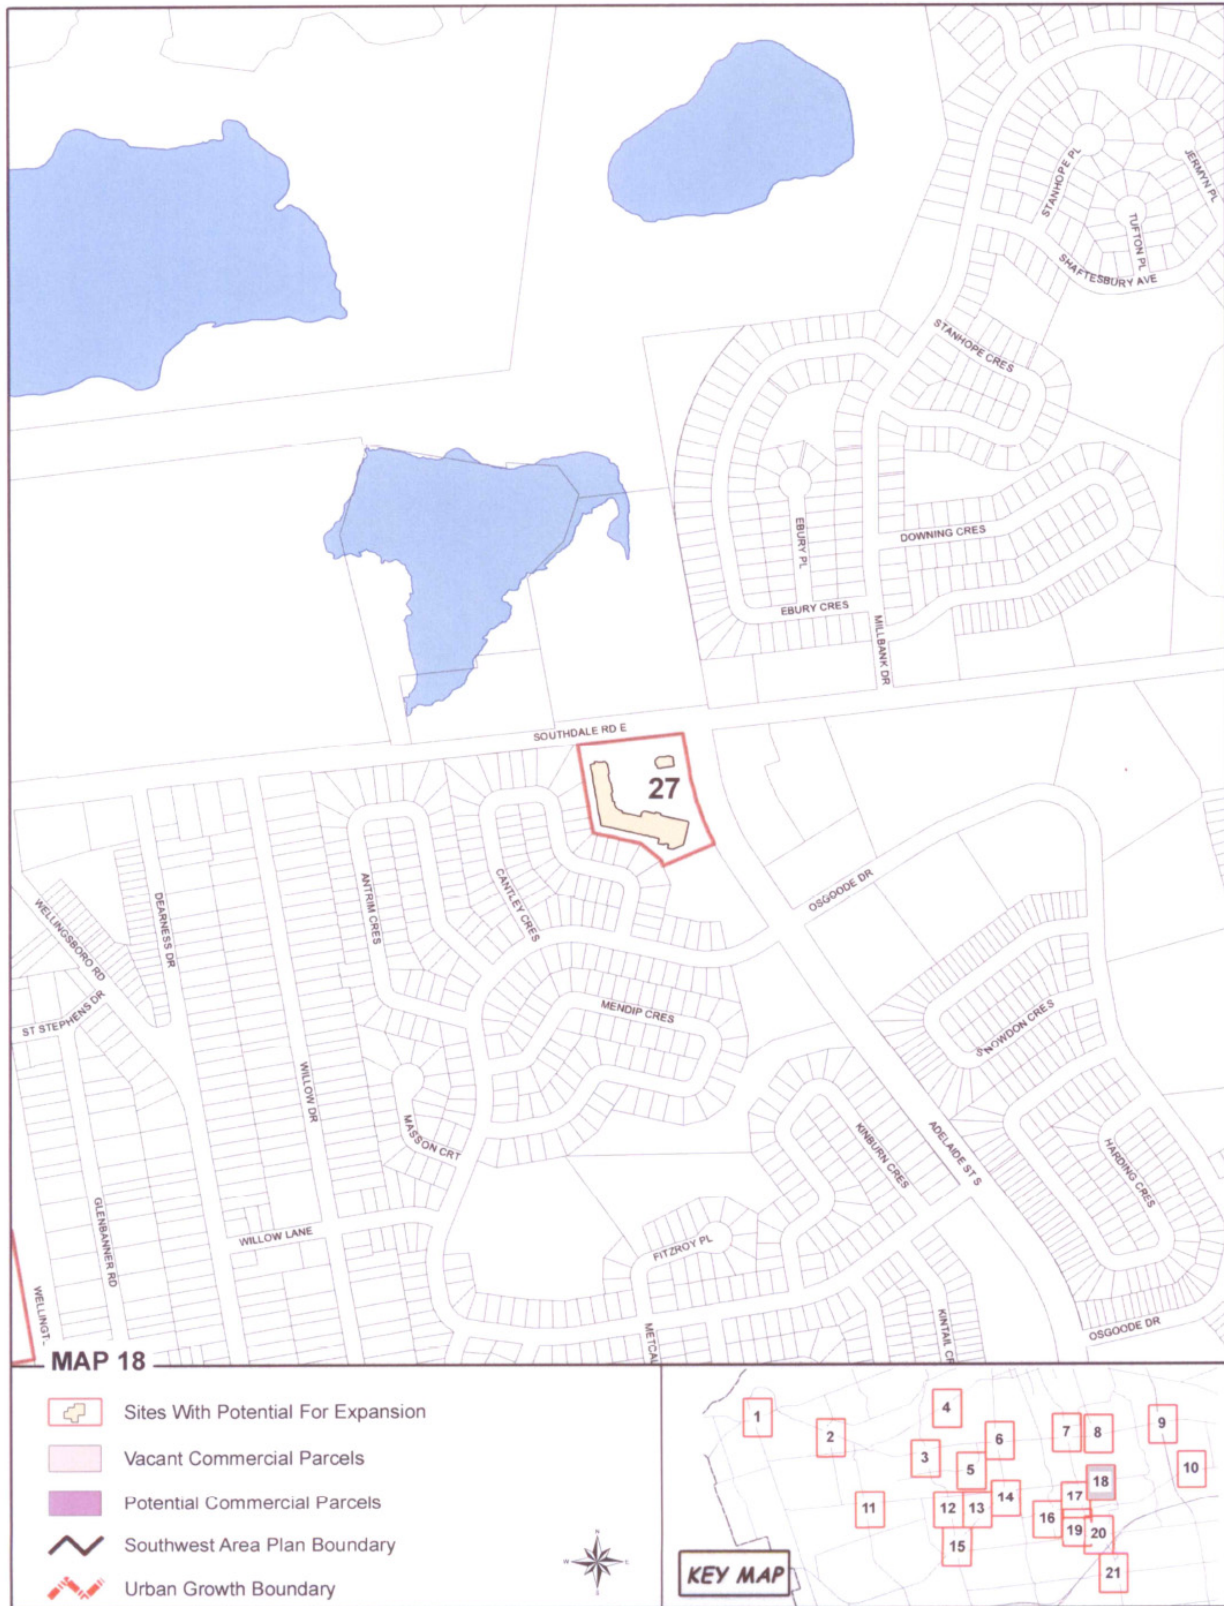 STANHOPE PL
JERMYN PL
TUFTON PL
SHAFTESBURY AVE
STANHOPE CRES
DOWNING CRES
EBURY PL
EBURY CRES
MILLBANK DR
SOUTHDALE RD E
27
OSGOODE DR
ANTRIM CRES
CANTLEY CRES
DEARNESS DR
WELLINGSBORO RD
ST STEPHENS DR
MENDIP CRES
SNOWDON CRES
WILLOW DR
MASSON CRT
KINBURN CRES
ADELAIDE ST S
HARDING CRES
GLENBANNER RD
WILLOW LANE
FITZROY PL
WELLINGT
METCAL
KINTAIL CR
OSGOODE DR
MAP 18
Sites With Potential For Expansion
Vacant Commercial Parcels
Potential Commercial Parcels
Southwest Area Plan Boundary
Urban Growth Boundary
N
W E
S
1
2
3
4
5
6
7
8
9
10
11
12
13
14
15
16
17
18
19
20
21
KEY MAP